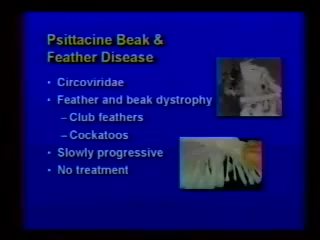 Psittacine Beak &
Feather Disease
• Circoviridae
• Feather and beak dystrophy
– Club feathers
– Cockatoos
• Slowly progressive
• No treatment